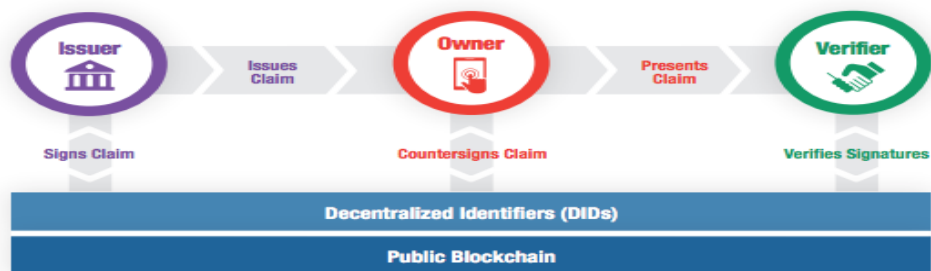 Issuer
Owner
Verifier
Issues
Claim
Presents
Claim
Signs Claim
Countersigns Claim
Verifies Signatures
Decentralized Identifiers (DIDs)
Public Blockchain